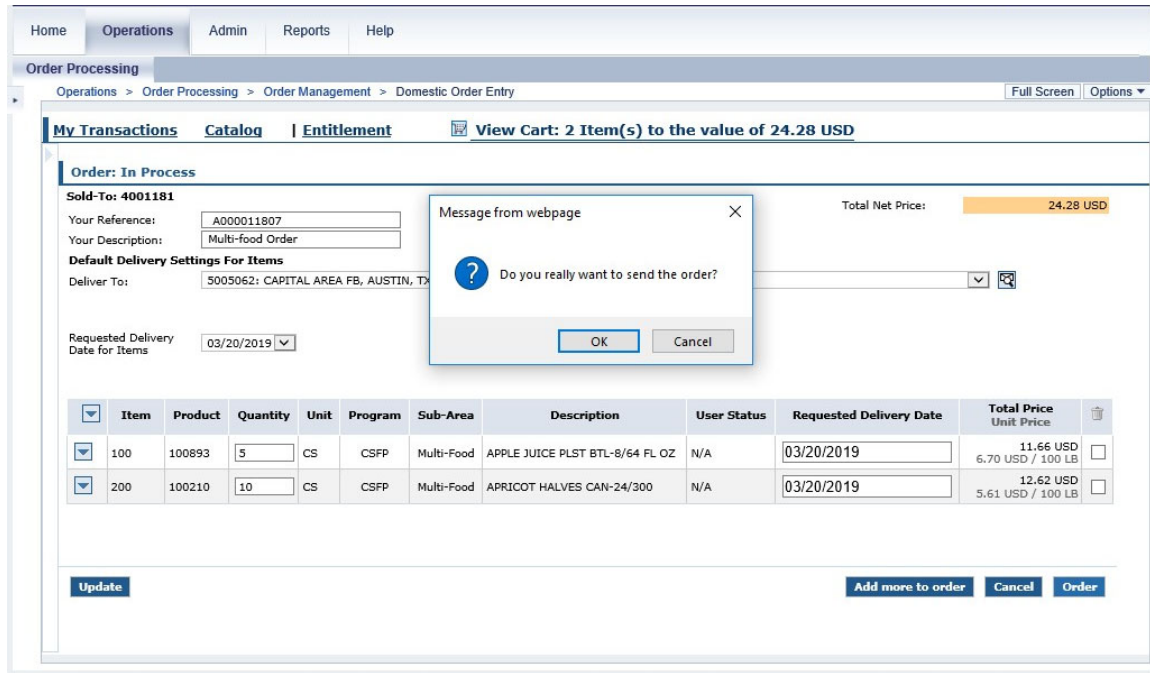 Home Operations Admin Reports Help
Order Processing
Operations > Order Processing > Order Management > Domestic Order Entry Full Screen Options
My Transactions Catalog | Entitlement View Cart: 2 Item(s) to the value of 24.28 USD
Order: In Process
Sold-To: 4001181
Your Reference: A000011807
Total Net Price: 24.28 USD
Your Description: Multi-food Order
Default Delivery Settings For Items
Deliver To: 5005062: CAPITAL AREA FB, AUSTIN, TX
Requested Delivery
Date for Items 03/20/2019
Message from webpage
Do you really want to send the order?
OK Cancel
Item Product Quantity Unit Program Sub-Area Description User Status Requested Delivery Date Total Price
Unit Price
100 100893 5 CS CSFP Multi-Food APPLE JUICE PLST BTL-8/64 FL OZ N/A 03/20/2019 11.66 USD
6.70 USD / 100 LB
200 100210 10 CS CSFP Multi-Food APRICOT HALVES CAN-24/300 N/A 03/20/2019 12.62 USD
5.61 USD / 100 LB
Update Add more to order Cancel Order